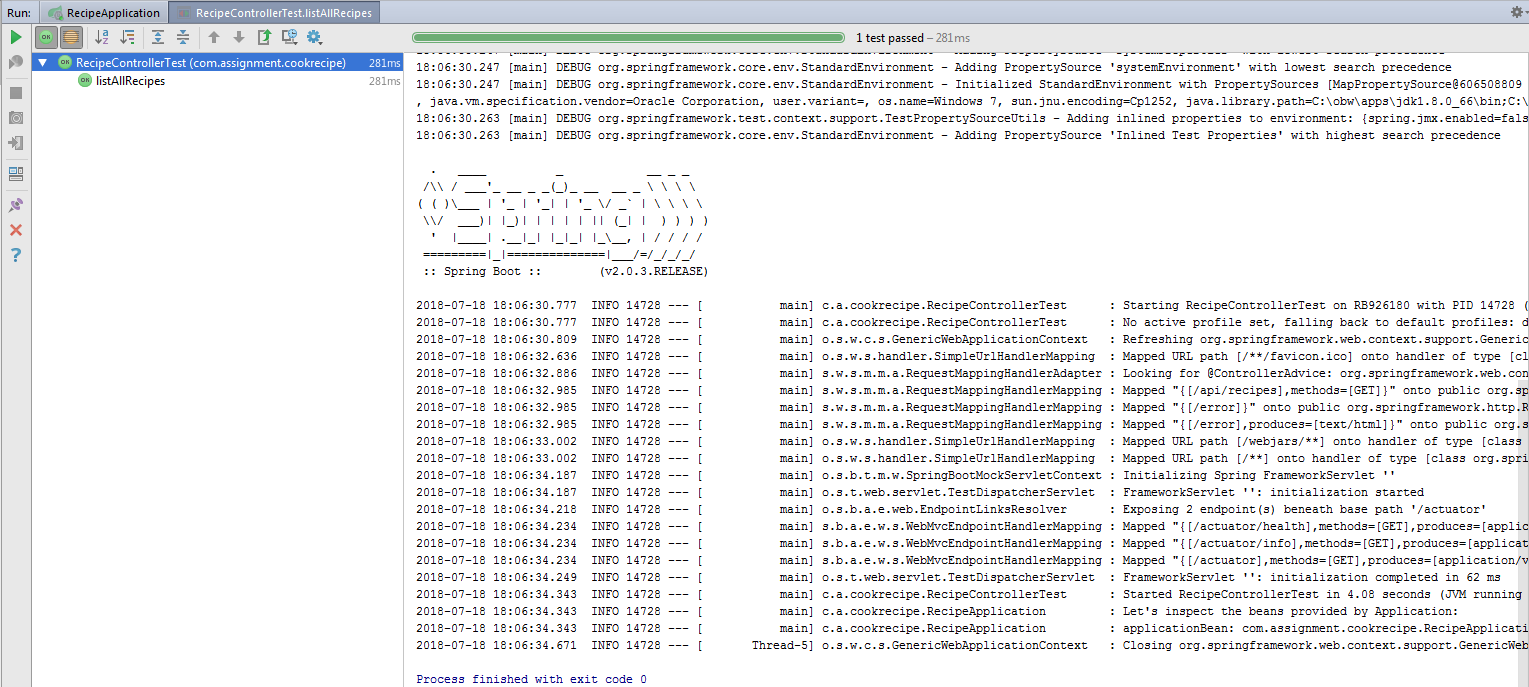 Run: RecipeApplication RecipeControllerTest.listAllRecipes
1 test passed – 281ms
RecipeControllerTest (com.assignment.cookrecipe) 281ms
listAllRecipes 281ms
18:06:30.247 [main] DEBUG org.springframework.core.env.StandardEnvironment - Adding PropertySource 'systemEnvironment' with lowest search precedence
18:06:30.247 [main] DEBUG org.springframework.core.env.StandardEnvironment - Initialized StandardEnvironment with PropertySources [MapPropertySource@606508809
, java.vm.specification.vendor=Oracle Corporation, user.variant=, os.name=Windows 7, sun.jnu.encoding=Cp1252, java.library.path=C:\obw\apps\jdk1.8.0_66\bin;C:\
18:06:30.263 [main] DEBUG org.springframework.test.context.support.TestPropertySourceUtils - Adding inlined properties to environment: {spring.jmx.enabled=fals
18:06:30.263 [main] DEBUG org.springframework.core.env.StandardEnvironment - Adding PropertySource 'Inlined Test Properties' with highest search precedence
  .   ____          _            __ _ _
 /\\ / ___'_ __ _ _(_)_ __  __ _ \ \ \ \
( ( )\___ | '_ | '_| | '_ \/ _` | \ \ \ \
 \\/  ___)| |_)| | | | | || (_| |  ) ) ) )
  '  |____| .__|_| |_|_| |_\__, | / / / /
 =========|_|==============|___/=/_/_/_/
 :: Spring Boot ::        (v2.0.3.RELEASE)
2018-07-18 18:06:30.777  INFO 14728 --- [           main] c.a.cookrecipe.RecipeControllerTest      : Starting RecipeControllerTest on RB926180 with PID 14728 (
2018-07-18 18:06:30.777  INFO 14728 --- [           main] c.a.cookrecipe.RecipeControllerTest      : No active profile set, falling back to default profiles: d
2018-07-18 18:06:30.809  INFO 14728 --- [           main] o.s.w.c.s.GenericWebApplicationContext   : Refreshing org.springframework.web.context.support.Generic
2018-07-18 18:06:32.636  INFO 14728 --- [           main] o.s.w.s.handler.SimpleUrlHandlerMapping  : Mapped URL path [/**/favicon.ico] onto handler of type [cl
2018-07-18 18:06:32.886  INFO 14728 --- [           main] s.w.s.m.m.a.RequestMappingHandlerAdapter : Looking for @ControllerAdvice: org.springframework.web.con
2018-07-18 18:06:32.985  INFO 14728 --- [           main] s.w.s.m.m.a.RequestMappingHandlerMapping : Mapped "{[/api/recipes],methods=[GET]}" onto public org.sp
2018-07-18 18:06:32.985  INFO 14728 --- [           main] s.w.s.m.m.a.RequestMappingHandlerMapping : Mapped "{[/error]}" onto public org.springframework.http.R
2018-07-18 18:06:32.985  INFO 14728 --- [           main] s.w.s.m.m.a.RequestMappingHandlerMapping : Mapped "{[/error],produces=[text/html]}" onto public org.s
2018-07-18 18:06:33.002  INFO 14728 --- [           main] o.s.w.s.handler.SimpleUrlHandlerMapping  : Mapped URL path [/webjars/**] onto handler of type [class
2018-07-18 18:06:33.002  INFO 14728 --- [           main] o.s.w.s.handler.SimpleUrlHandlerMapping  : Mapped URL path [/**] onto handler of type [class org.spri
2018-07-18 18:06:34.187  INFO 14728 --- [           main] o.s.b.t.m.w.SpringBootMockServletContext : Initializing Spring FrameworkServlet ''
2018-07-18 18:06:34.187  INFO 14728 --- [           main] o.s.t.web.servlet.TestDispatcherServlet  : FrameworkServlet '': initialization started
2018-07-18 18:06:34.218  INFO 14728 --- [           main] o.s.b.a.e.web.EndpointLinksResolver      : Exposing 2 endpoint(s) beneath base path '/actuator'
2018-07-18 18:06:34.234  INFO 14728 --- [           main] s.b.a.e.w.s.WebMvcEndpointHandlerMapping : Mapped "{[/actuator/health],methods=[GET],produces=[applic
2018-07-18 18:06:34.234  INFO 14728 --- [           main] s.b.a.e.w.s.WebMvcEndpointHandlerMapping : Mapped "{[/actuator/info],methods=[GET],produces=[applicat
2018-07-18 18:06:34.234  INFO 14728 --- [           main] s.b.a.e.w.s.WebMvcEndpointHandlerMapping : Mapped "{[/actuator],methods=[GET],produces=[application/v
2018-07-18 18:06:34.249  INFO 14728 --- [           main] o.s.t.web.servlet.TestDispatcherServlet  : FrameworkServlet '': initialization completed in 62 ms
2018-07-18 18:06:34.343  INFO 14728 --- [           main] c.a.cookrecipe.RecipeControllerTest      : Started RecipeControllerTest in 4.08 seconds (JVM running
2018-07-18 18:06:34.343  INFO 14728 --- [           main] c.a.cookrecipe.RecipeApplication         : Let's inspect the beans provided by Application:
2018-07-18 18:06:34.343  INFO 14728 --- [           main] c.a.cookrecipe.RecipeApplication         : applicationBean: com.assignment.cookrecipe.RecipeApplicati
2018-07-18 18:06:34.671  INFO 14728 --- [       Thread-5] o.s.w.c.s.GenericWebApplicationContext   : Closing org.springframework.web.context.support.GenericWeb
Process finished with exit code 0